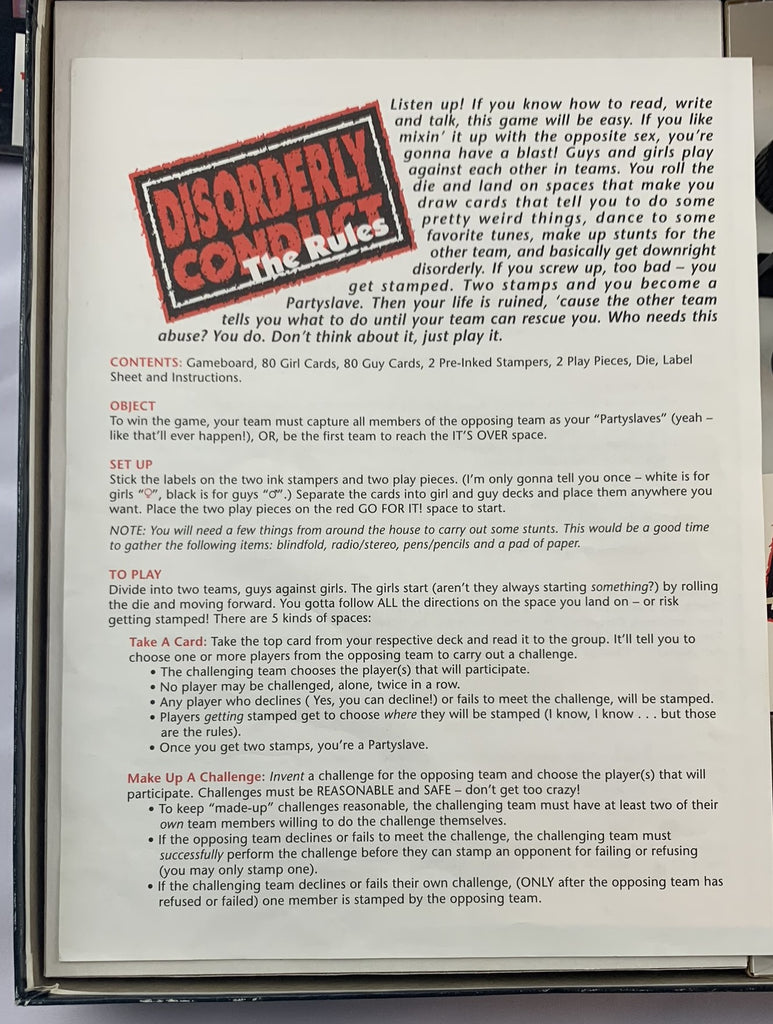 DISORDERLY
CONDUCT
The Rules
Listen up! If you know how to read, write
and talk, this game will be easy. If you like
mixin' it up with the opposite sex, you're
gonna have a blast! Guys and girls play
against each other in teams. You roll the
die and land on spaces that make you
draw cards that tell you to do some
pretty weird things, dance to some
favorite tunes, make up stunts for the
other team, and basically get downright
disorderly. If you screw up, too bad – you
get stamped. Two stamps and you become a
Partyslave. Then your life is ruined, 'cause the other team
tells you what to do until your team can rescue you. Who needs this
abuse? You do. Don't think about it, just play it.
CONTENTS: Gameboard, 80 Girl Cards, 80 Guy Cards, 2 Pre-Inked Stampers, 2 Play Pieces, Die, Label
Sheet and Instructions.
OBJECT
To win the game, your team must capture all members of the opposing team as your "Partyslaves" (yeah –
like that'll ever happen!), OR, be the first team to reach the IT'S OVER space.
SET UP
Stick the labels on the two ink stampers and two play pieces. (I'm only gonna tell you once – white is for
girls "♀", black is for guys "♂".) Separate the cards into girl and guy decks and place them anywhere you
want. Place the two play pieces on the red GO FOR IT! space to start.
NOTE: You will need a few things from around the house to carry out some stunts. This would be a good time
to gather the following items: blindfold, radio/stereo, pens/pencils and a pad of paper.
TO PLAY
Divide into two teams, guys against girls. The girls start (aren't they always starting something?) by rolling
the die and moving forward. You gotta follow ALL the directions on the space you land on – or risk
getting stamped! There are 5 kinds of spaces:
Take A Card: Take the top card from your respective deck and read it to the group. It'll tell you to
choose one or more players from the opposing team to carry out a challenge.
• The challenging team chooses the player(s) that will participate.
• No player may be challenged, alone, twice in a row.
• Any player who declines ( Yes, you can decline!) or fails to meet the challenge, will be stamped.
• Players getting stamped get to choose where they will be stamped (I know, I know . . . but those
are the rules).
• Once you get two stamps, you're a Partyslave.
Make Up A Challenge: Invent a challenge for the opposing team and choose the player(s) that will
participate. Challenges must be REASONABLE and SAFE – don't get too crazy!
• To keep "made-up" challenges reasonable, the challenging team must have at least two of their
own team members willing to do the challenge themselves.
• If the opposing team declines or fails to meet the challenge, the challenging team must
successfully perform the challenge before they can stamp an opponent for failing or refusing
(you may only stamp one).
• If the challenging team declines or fails their own challenge, (ONLY after the opposing team has
refused or failed) one member is stamped by the opposing team.